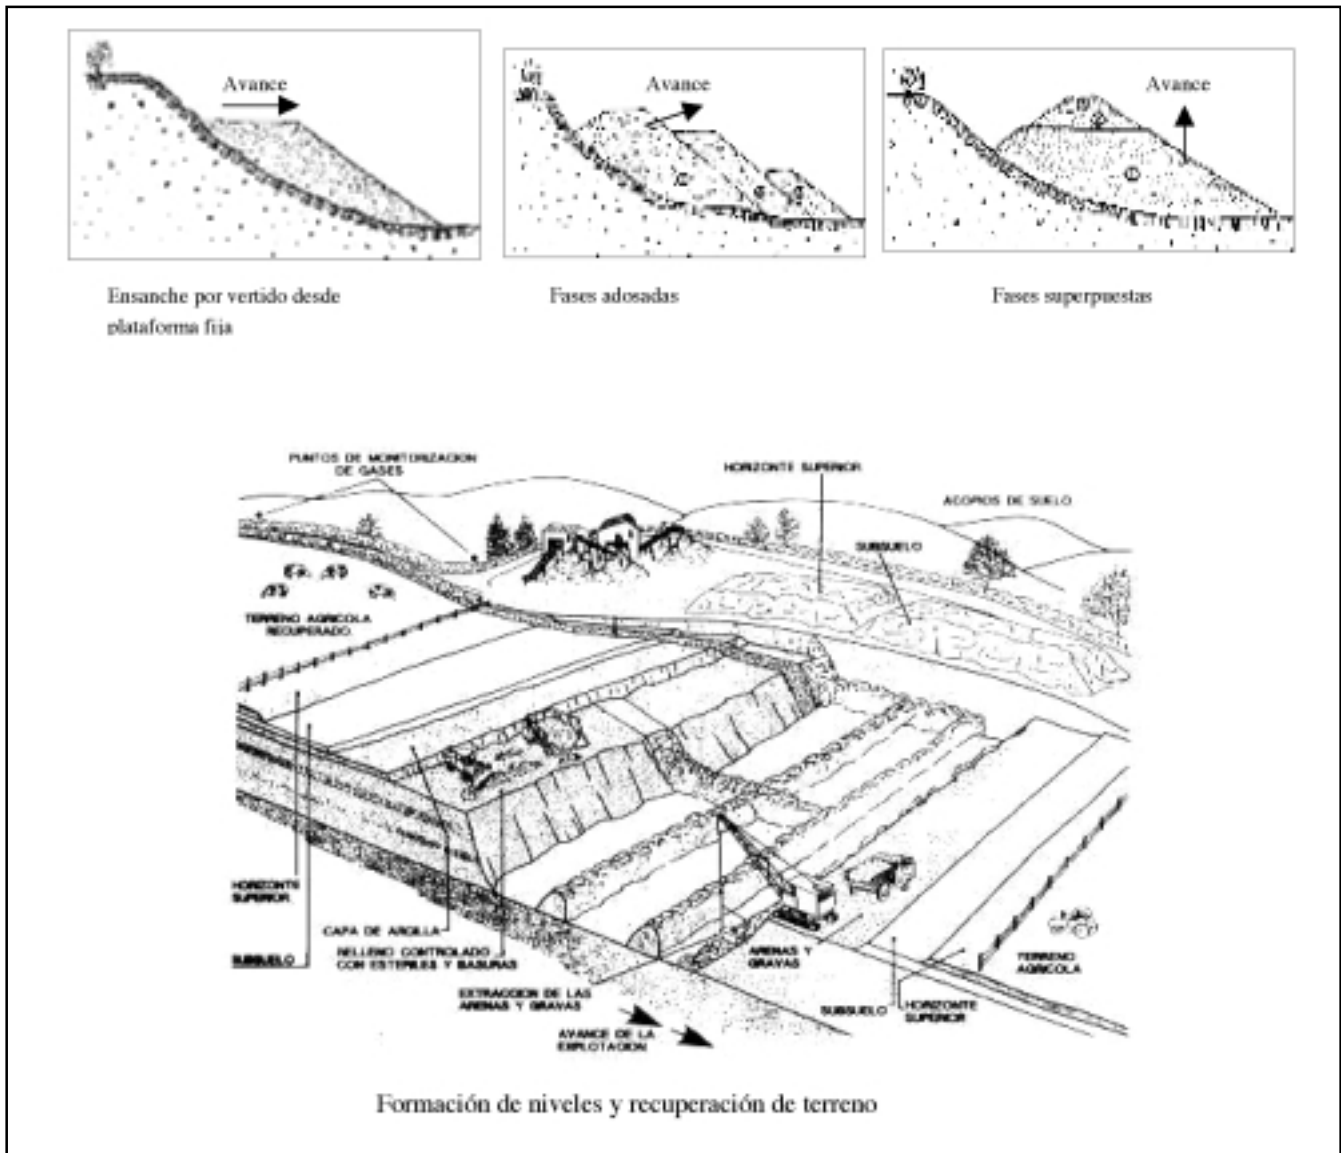 Avance
Avance
Avance
Ensanche por vertido desde
plataforma fija
Fases adosadas
Fases superpuestas
PUNTOS DE MONITORIZACION
DE GASES
HORIZONTE SUPERIOR
ACOPIOS DE SUELO
SUBSUELO
TERRENO AGRICOLA
RECUPERADO
HORIZONTE
SUPERIOR
SUBSUELO
CAPA DE ARCILLA
RELLENO CONTROLADO
CON ESTERILES Y BASURAS
EXTRACCION DE LAS
ARENAS Y GRAVAS
AVANCE DE LA
EXPLOTACION
ARENAS Y
GRAVAS
SUBSUELO
HORIZONTE
SUPERIOR
TERRENO
AGRICOLA
Formación de niveles y recuperación de terreno